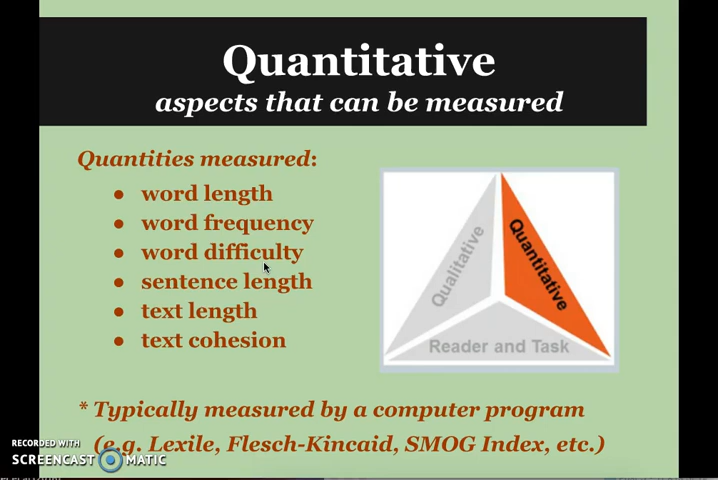 Quantitative
aspects that can be measured
Quantities measured:
● word length
● word frequency
● word difficulty
● sentence length
● text length
● text cohesion
Qualitative
Quantitative
Reader and Task
* Typically measured by a computer program
(e.g. Lexile, Flesch-Kincaid, SMOG Index, etc.)
RECORDED WITH
SCREENCAST MATIC